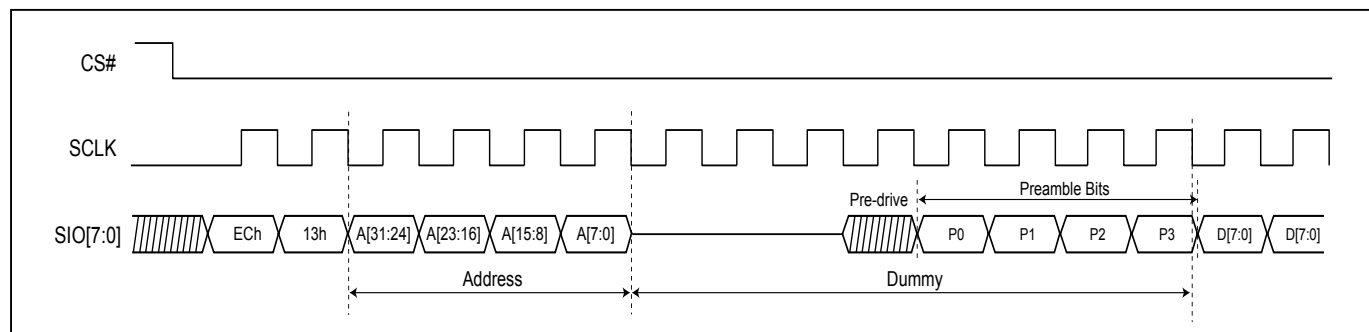 CS#
SCLK
Pre-drive
Preamble Bits
SIO[7:0]
ECh 13h A[31:24] A[23:16] A[15:8] A[7:0] P0 P1 P2 P3 D[7:0] D[7:0]
Address
Dummy